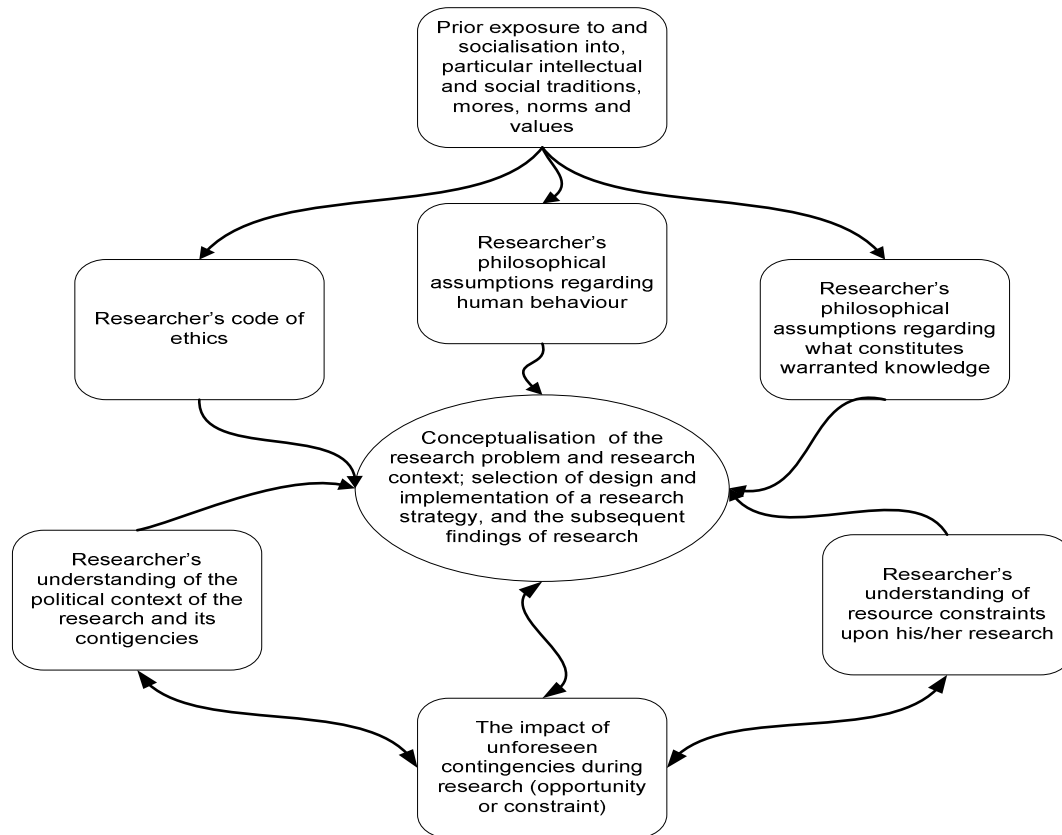 Prior exposure to and
socialisation into,
particular intellectual
and social traditions,
mores, norms and
values
Researcher's code of
ethics
Researcher's
philosophical
assumptions regarding
human behaviour
Researcher's
philosophical
assumptions regarding
what constitutes
warranted knowledge
Conceptualisation of the
research problem and research
context; selection of design and
implementation of a research
strategy, and the subsequent
findings of research
Researcher's
understanding of the
political context of the
research and its
contigencies
Researcher's
understanding of
resource constraints
upon his/her research
The impact of
unforeseen
contingencies during
research (opportunity
or constraint)